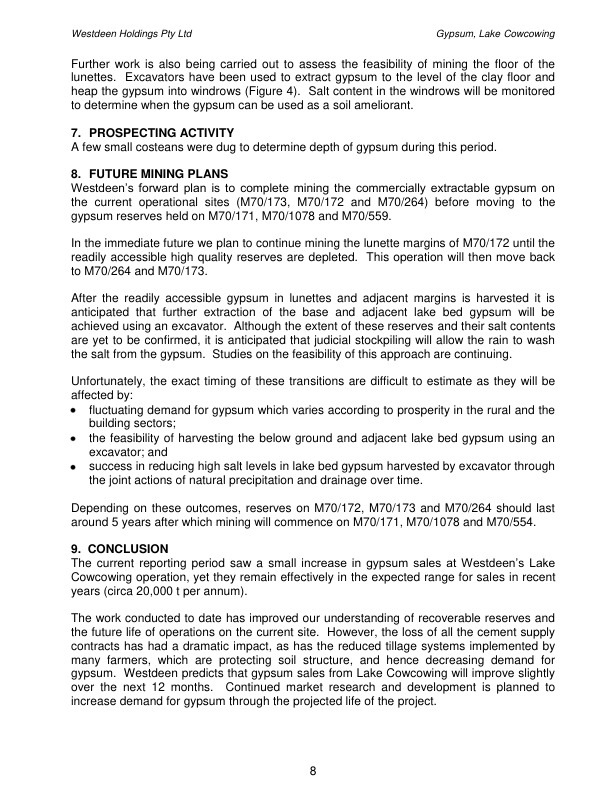 Westdeen Holdings Pty Ltd Gypsum, Lake Cowcowing
Further work is also being carried out to assess the feasibility of mining the floor of the
lunettes. Excavators have been used to extract gypsum to the level of the clay floor and
heap the gypsum into windrows (Figure 4). Salt content in the windrows will be monitored
to determine when the gypsum can be used as a soil ameliorant.
7. PROSPECTING ACTIVITY
A few small costeans were dug to determine depth of gypsum during this period.
8. FUTURE MINING PLANS
Westdeen's forward plan is to complete mining the commercially extractable gypsum on
the current operational sites (M70/173, M70/172 and M70/264) before moving to the
gypsum reserves held on M70/171, M70/1078 and M70/559.
In the immediate future we plan to continue mining the lunette margins of M70/172 until the
readily accessible high quality reserves are depleted. This operation will then move back
to M70/264 and M70/173.
After the readily accessible gypsum in lunettes and adjacent margins is harvested it is
anticipated that further extraction of the base and adjacent lake bed gypsum will be
achieved using an excavator. Although the extent of these reserves and their salt contents
are yet to be confirmed, it is anticipated that judicial stockpiling will allow the rain to wash
the salt from the gypsum. Studies on the feasibility of this approach are continuing.
Unfortunately, the exact timing of these transitions are difficult to estimate as they will be
affected by:
• fluctuating demand for gypsum which varies according to prosperity in the rural and the
building sectors;
• the feasibility of harvesting the below ground and adjacent lake bed gypsum using an
excavator; and
• success in reducing high salt levels in lake bed gypsum harvested by excavator through
the joint actions of natural precipitation and drainage over time.
Depending on these outcomes, reserves on M70/172, M70/173 and M70/264 should last
around 5 years after which mining will commence on M70/171, M70/1078 and M70/554.
9. CONCLUSION
The current reporting period saw a small increase in gypsum sales at Westdeen's Lake
Cowcowing operation, yet they remain effectively in the expected range for sales in recent
years (circa 20,000 t per annum).
The work conducted to date has improved our understanding of recoverable reserves and
the future life of operations on the current site. However, the loss of all the cement supply
contracts has had a dramatic impact, as has the reduced tillage systems implemented by
many farmers, which are protecting soil structure, and hence decreasing demand for
gypsum. Westdeen predicts that gypsum sales from Lake Cowcowing will improve slightly
over the next 12 months. Continued market research and development is planned to
increase demand for gypsum through the projected life of the project.
8